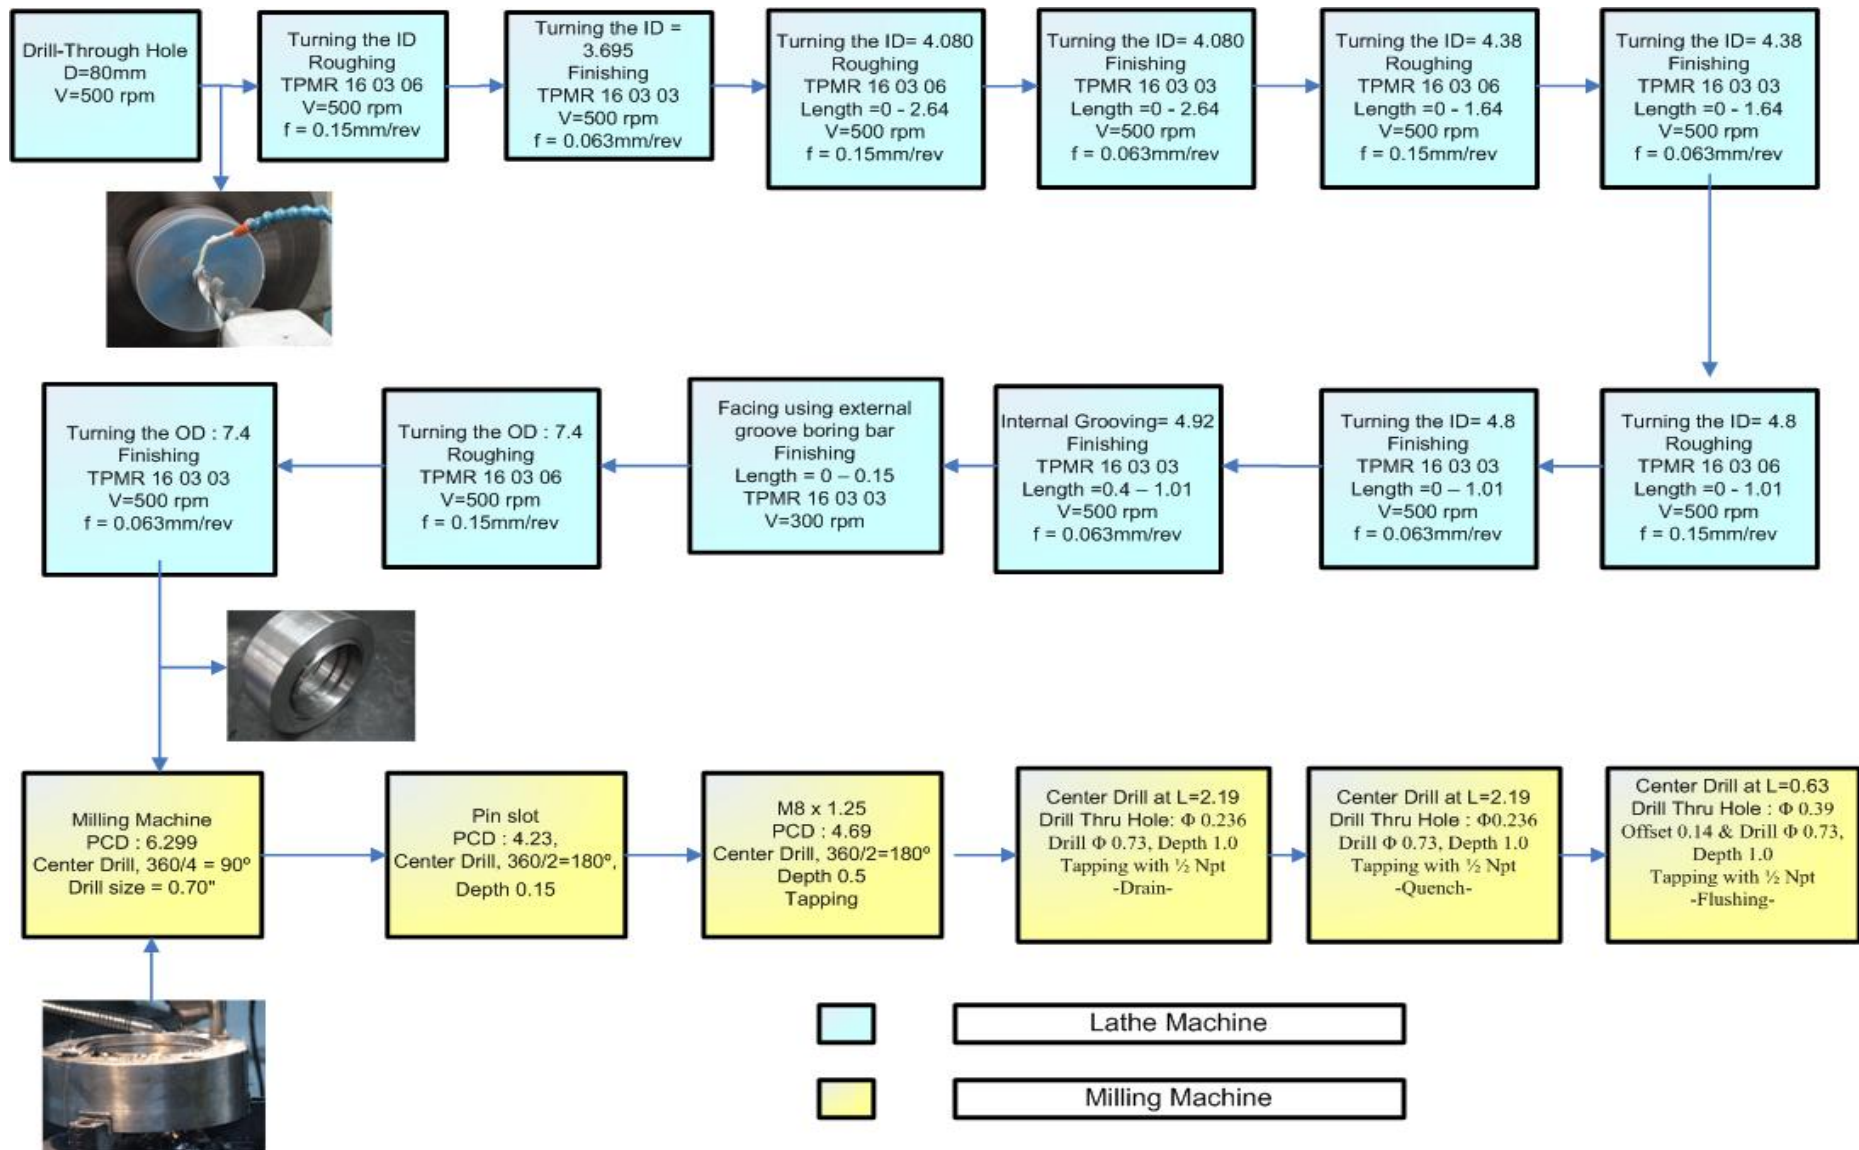 Drill-Through Hole
D=80mm
V=500 rpm
Turning the ID
Roughing
TPMR 16 03 06
V=500 rpm
f = 0.15mm/rev
Turning the ID =
3.695
Finishing
TPMR 16 03 03
V=500 rpm
f = 0.063mm/rev
Turning the ID= 4.080
Roughing
TPMR 16 03 06
Length =0 - 2.64
V=500 rpm
f = 0.15mm/rev
Turning the ID= 4.080
Finishing
TPMR 16 03 03
Length =0 - 2.64
V=500 rpm
f = 0.063mm/rev
Turning the ID= 4.38
Roughing
TPMR 16 03 06
Length =0 - 1.64
V=500 rpm
f = 0.15mm/rev
Turning the ID= 4.38
Finishing
TPMR 16 03 03
Length =0 - 1.64
V=500 rpm
f = 0.063mm/rev
Turning the ID= 4.8
Roughing
TPMR 16 03 06
Length =0 - 1.01
V=500 rpm
f = 0.15mm/rev
Turning the ID= 4.8
Finishing
TPMR 16 03 03
Length =0 – 1.01
V=500 rpm
f = 0.063mm/rev
Internal Grooving= 4.92
Finishing
TPMR 16 03 03
Length =0.4 – 1.01
V=500 rpm
f = 0.063mm/rev
Facing using external
groove boring bar
Finishing
Length = 0 – 0.15
TPMR 16 03 03
V=300 rpm
Turning the OD : 7.4
Roughing
TPMR 16 03 06
V=500 rpm
f = 0.15mm/rev
Turning the OD : 7.4
Finishing
TPMR 16 03 03
V=500 rpm
f = 0.063mm/rev
Milling Machine
PCD : 6.299
Center Drill, 360/4 = 90º
Drill size = 0.70"
Pin slot
PCD : 4.23,
Center Drill, 360/2=180º,
Depth 0.15
M8 x 1.25
PCD : 4.69
Center Drill, 360/2=180º
Depth 0.5
Tapping
Center Drill at L=2.19
Drill Thru Hole: Φ 0.236
Drill Φ 0.73, Depth 1.0
Tapping with ½ Npt
-Drain-
Center Drill at L=2.19
Drill Thru Hole : Φ0.236
Drill Φ 0.73, Depth 1.0
Tapping with ½ Npt
-Quench-
Center Drill at L=0.63
Drill Thru Hole : Φ 0.39
Offset 0.14 & Drill Φ 0.73,
Depth 1.0
Tapping with ½ Npt
-Flushing-
Lathe Machine
Milling Machine